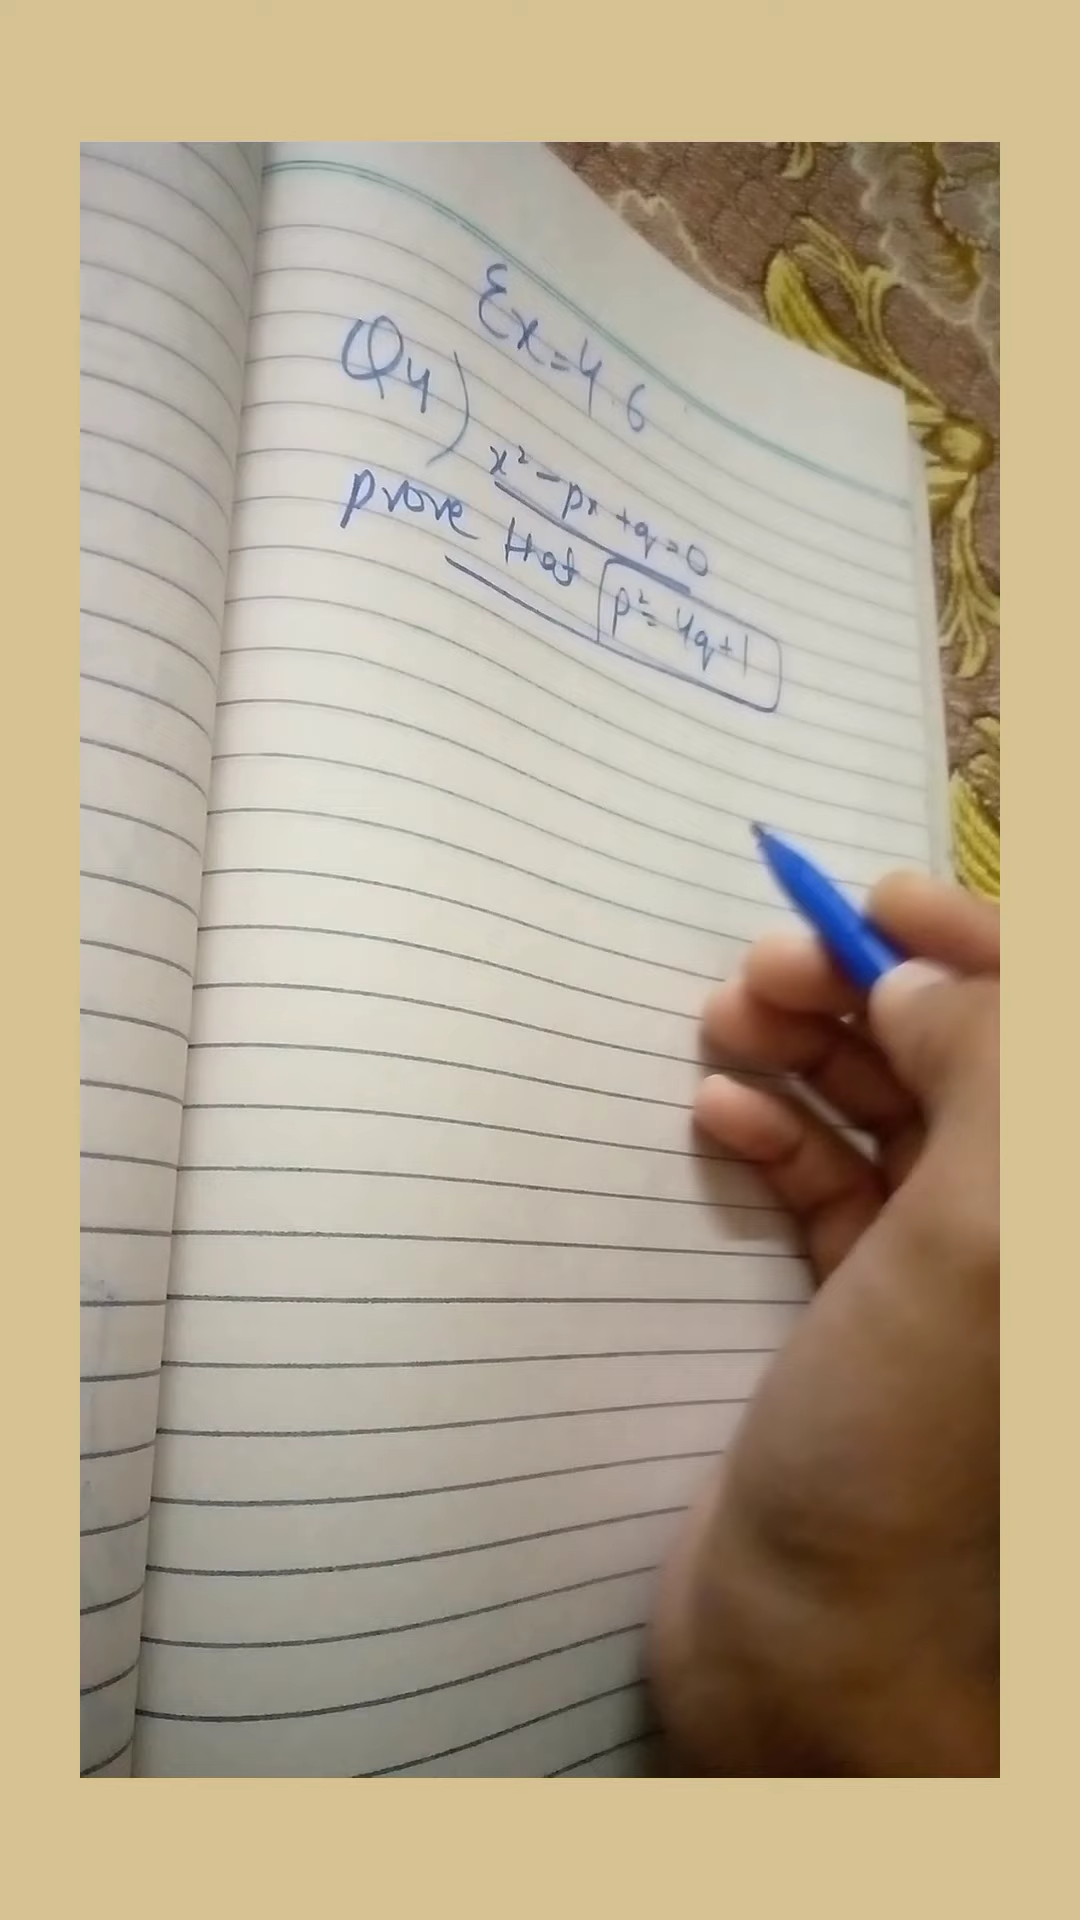 Ex=4.6
Q4) x²-px+q=0
prove that p²=4q+1